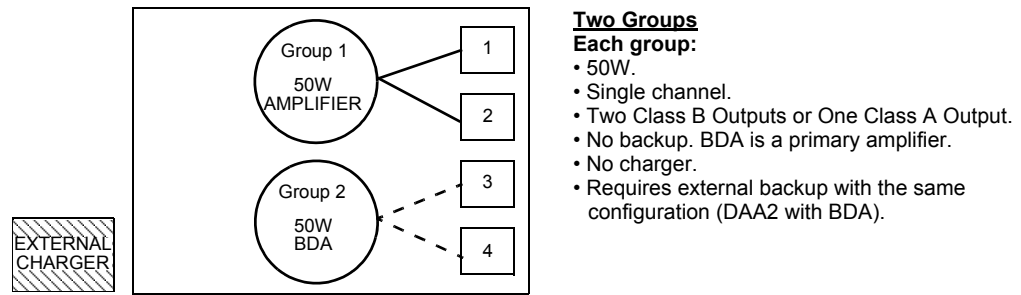 Group 1
50W
AMPLIFIER
1
2
Group 2
50W
BDA
3
4
EXTERNAL
CHARGER
Two Groups
Each group:
• 50W.
• Single channel.
• Two Class B Outputs or One Class A Output.
• No backup. BDA is a primary amplifier.
• No charger.
• Requires external backup with the same
configuration (DAA2 with BDA).